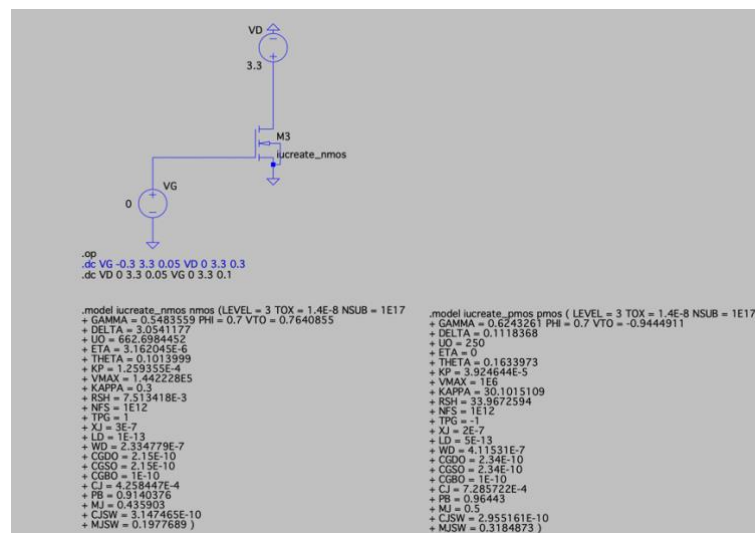 VD
3.3
M3
iucreate_nmos
VG
0
.op
.dc VG -0.3 3.3 0.05 VD 0 3.3 0.3
.dc VD 0 3.3 0.05 VG 0 3.3 0.1
.model iucreate_nmos nmos (LEVEL = 3 TOX = 1.4E-8 NSUB = 1E17
+ GAMMA = 0.5483559 PHI = 0.7 VTO = 0.7640855
+ DELTA = 3.0541177
+ UO = 662.6984452
+ ETA = 3.162045E-6
+ THETA = 0.1013999
+ KP = 1.259355E-4
+ VMAX = 1.442228E5
+ KAPPA = 0.3
+ RSH = 7.513418E-3
+ NFS = 1E12
+ TPG = 1
+ XJ = 3E-7
+ LD = 1E-13
+ WD = 2.334779E-7
+ CGDO = 2.15E-10
+ CGSO = 2.15E-10
+ CGBO = 1E-10
+ CJ = 4.258447E-4
+ PB = 0.9140376
+ MJ = 0.435903
+ CJSW = 3.147465E-10
+ MJSW = 0.1977689 )
.model iucreate_pmos pmos ( LEVEL = 3 TOX = 1.4E-8 NSUB = 1E17
+ GAMMA = 0.6243261 PHI = 0.7 VTO = -0.9444911
+ DELTA = 0.1118368
+ UO = 250
+ ETA = 0
+ THETA = 0.1633973
+ KP = 3.924644E-5
+ VMAX = 1E6
+ KAPPA = 30.1015109
+ RSH = 33.9672594
+ NFS = 1E12
+ TPG = -1
+ XJ = 2E-7
+ LD = 5E-13
+ WD = 4.11531E-7
+ CGDO = 2.34E-10
+ CGSO = 2.34E-10
+ CGBO = 1E-10
+ CJ = 7.285722E-4
+ PB = 0.96443
+ MJ = 0.5
+ CJSW = 2.955161E-10
+ MJSW = 0.3184873 )